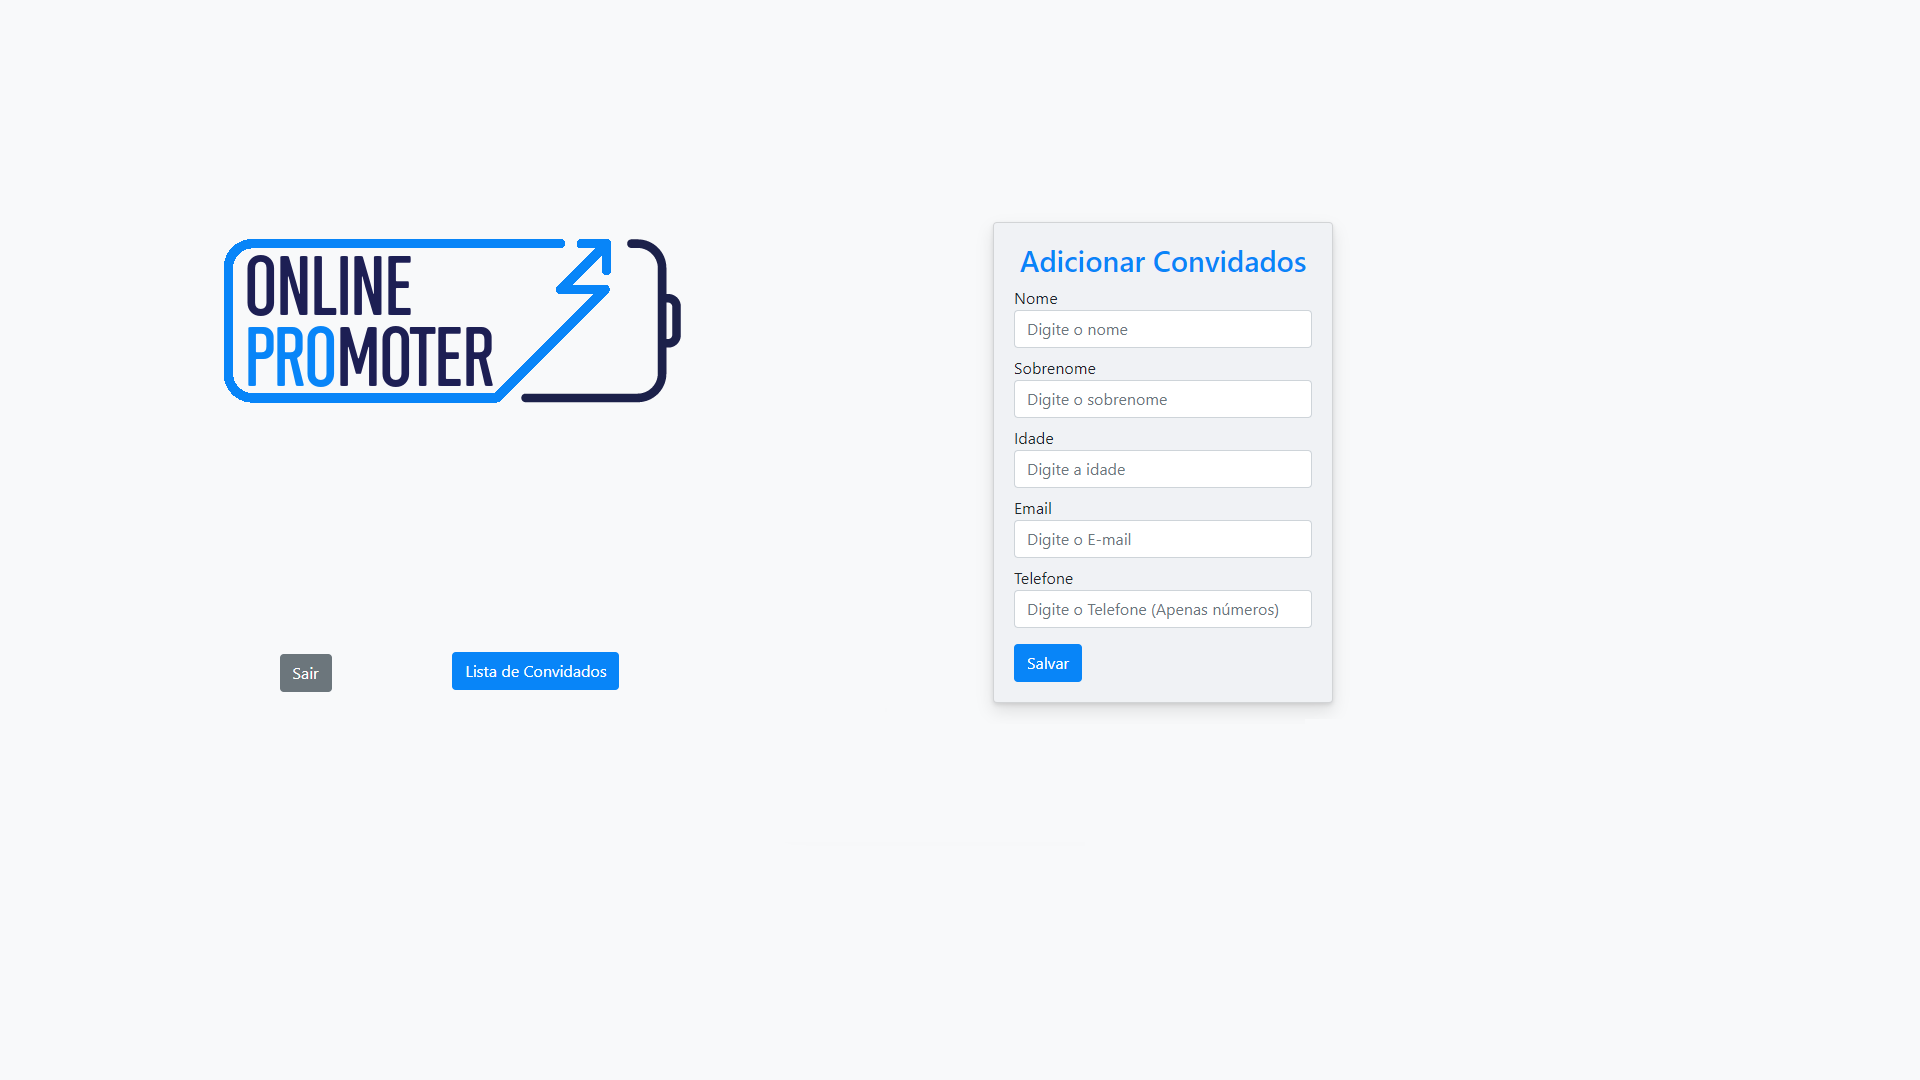 ONLINE
PROMOTER
Sair
Lista de Convidados
Adicionar Convidados
Nome
Digite o nome
Sobrenome
Digite o sobrenome
Idade
Digite a idade
Email
Digite o E-mail
Telefone
Digite o Telefone (Apenas números)
Salvar